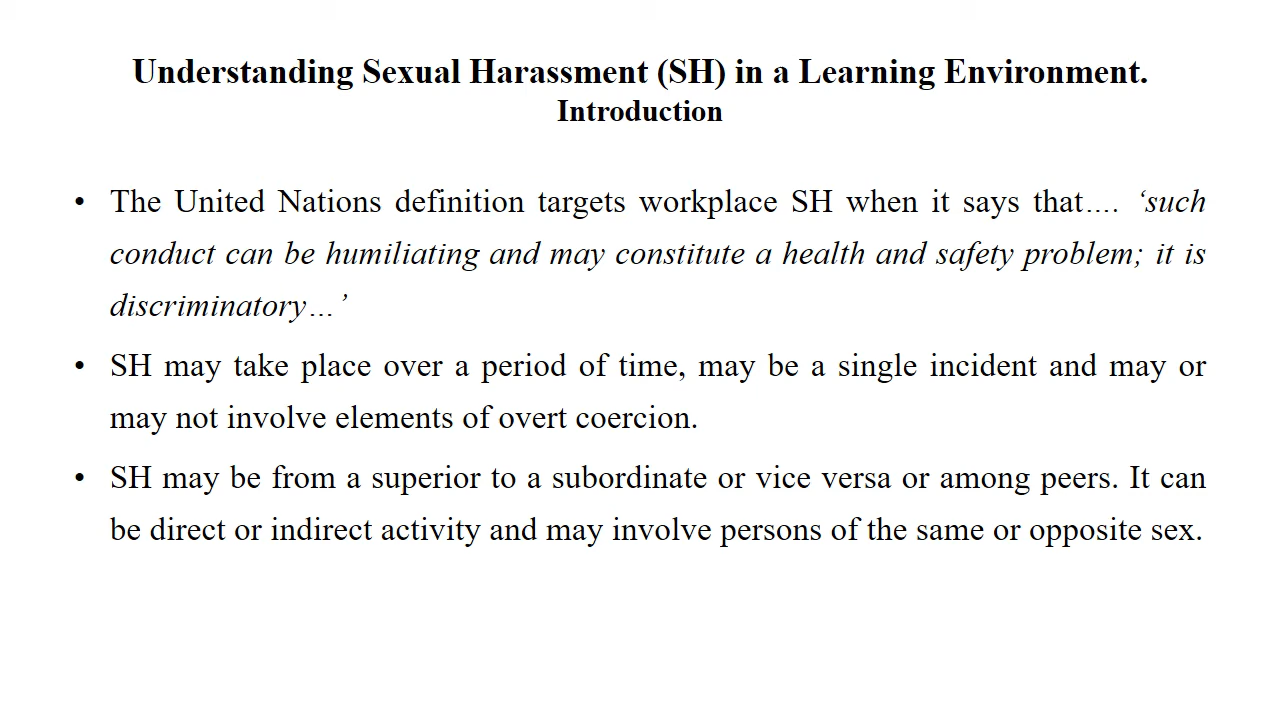 Understanding Sexual Harassment (SH) in a Learning Environment.
Introduction
• The United Nations definition targets workplace SH when it says that…. ‘such
conduct can be humiliating and may constitute a health and safety problem; it is
discriminatory…’
• SH may take place over a period of time, may be a single incident and may or
may not involve elements of overt coercion.
• SH may be from a superior to a subordinate or vice versa or among peers. It can
be direct or indirect activity and may involve persons of the same or opposite sex.